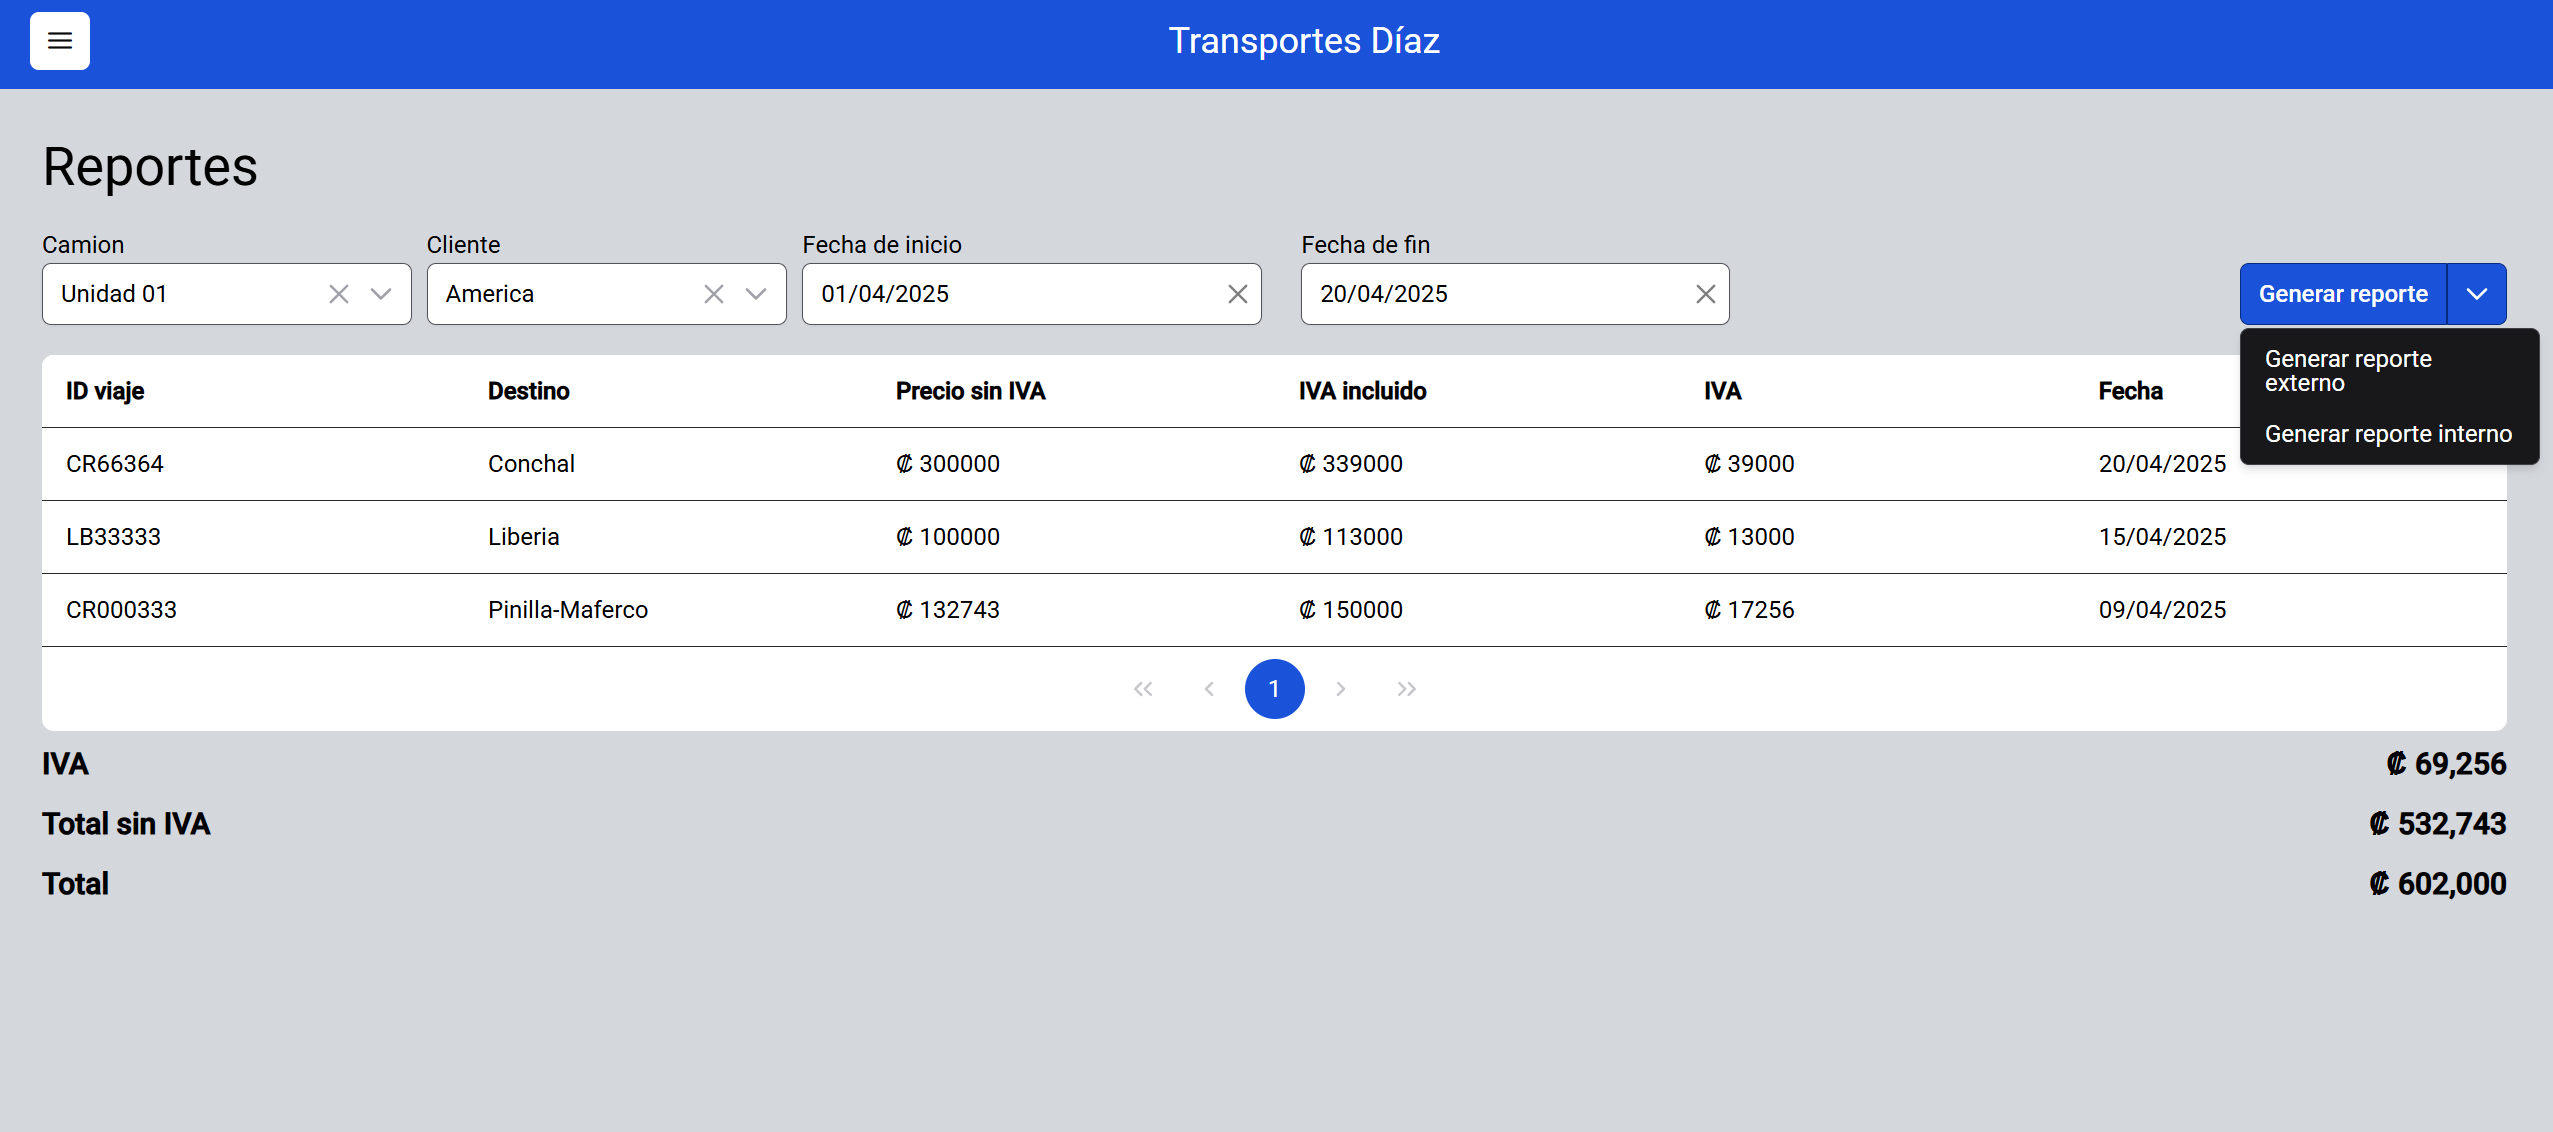 Transportes Díaz
Reportes
Camion
Cliente
Fecha de inicio
Fecha de fin
Unidad 01
America
01/04/2025
20/04/2025
Generar reporte
Generar reporte
externo
Generar reporte interno
ID viaje Destino Precio sin IVA IVA incluido IVA Fecha
CR66364 Conchal ₡ 300000 ₡ 339000 ₡ 39000 20/04/2025
LB33333 Liberia ₡ 100000 ₡ 113000 ₡ 13000 15/04/2025
CR000333 Pinilla-Maferco ₡ 132743 ₡ 150000 ₡ 17256 09/04/2025
1
IVA ₡ 69,256
Total sin IVA ₡ 532,743
Total ₡ 602,000